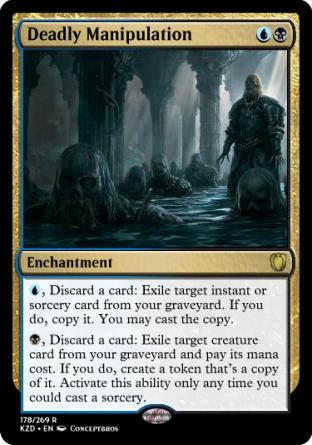 Deadly Manipulation
Enchantment
, Discard a card: Exile target instant or
sorcery card from your graveyard. If you
do, copy it. You may cast the copy.
, Discard a card: Exile target creature
card from your graveyard and pay its mana
cost. If you do, create a token that's a copy
of it. Activate this ability only any time you
could cast a sorcery.
178/269 R
KZD • EN CONCEPTBROS